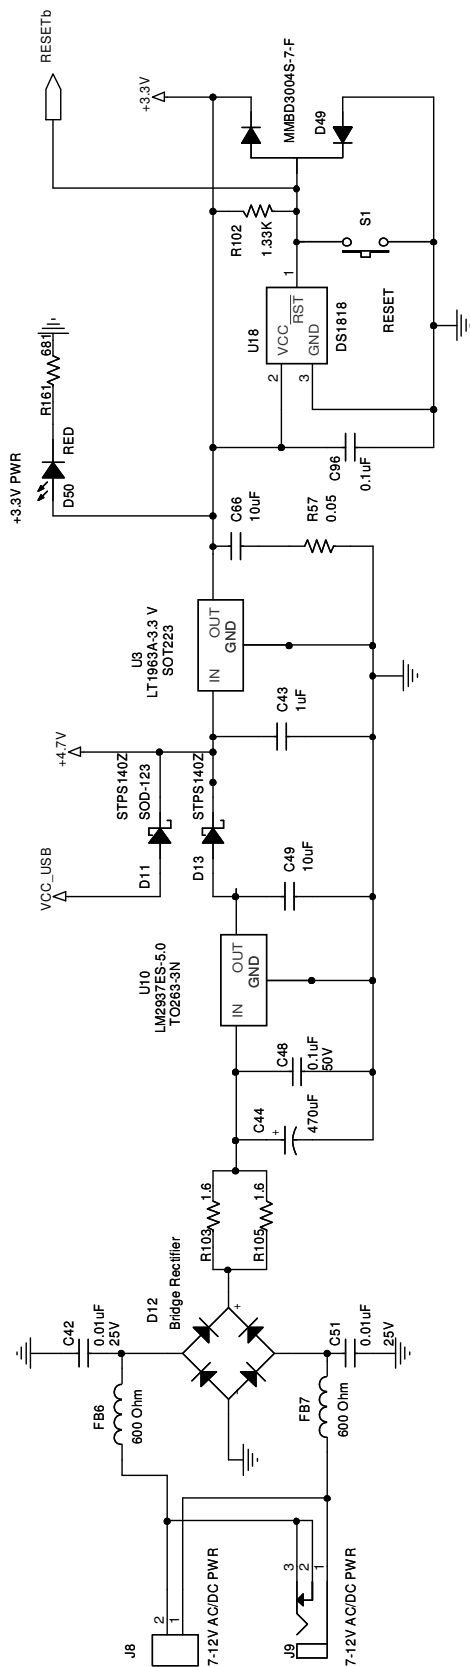 J8
7-12V AC/DC PWR
2
1
J9
7-12V AC/DC PWR
3
2
1
FB6
600 Ohm
C42
0.01uF
25V
D12
Bridge Rectifier
+
-
FB7
600 Ohm
C51
0.01uF
25V
R103
1.6
R105
1.6
C44
+
470uF
C48
0.1uF
50V
U10
LM2937ES-5.0
TO263-3N
IN
OUT
GND
C49
10uF
VCC_USB
D11
STPS140Z
SOD-123
D13
STPS140Z
+4.7V
C43
1uF
U3
LT1963A-3.3 V
SOT223
IN
OUT
GND
C66
10uF
R57
0.05
+3.3V PWR
D50
RED
R161
681
C96
0.1uF
U18
VCC
RST
GND
DS1818
2
3
1
R102
1.33K
RESET
S1
MMBD3004S-7-F
D49
+3.3V
RESETb